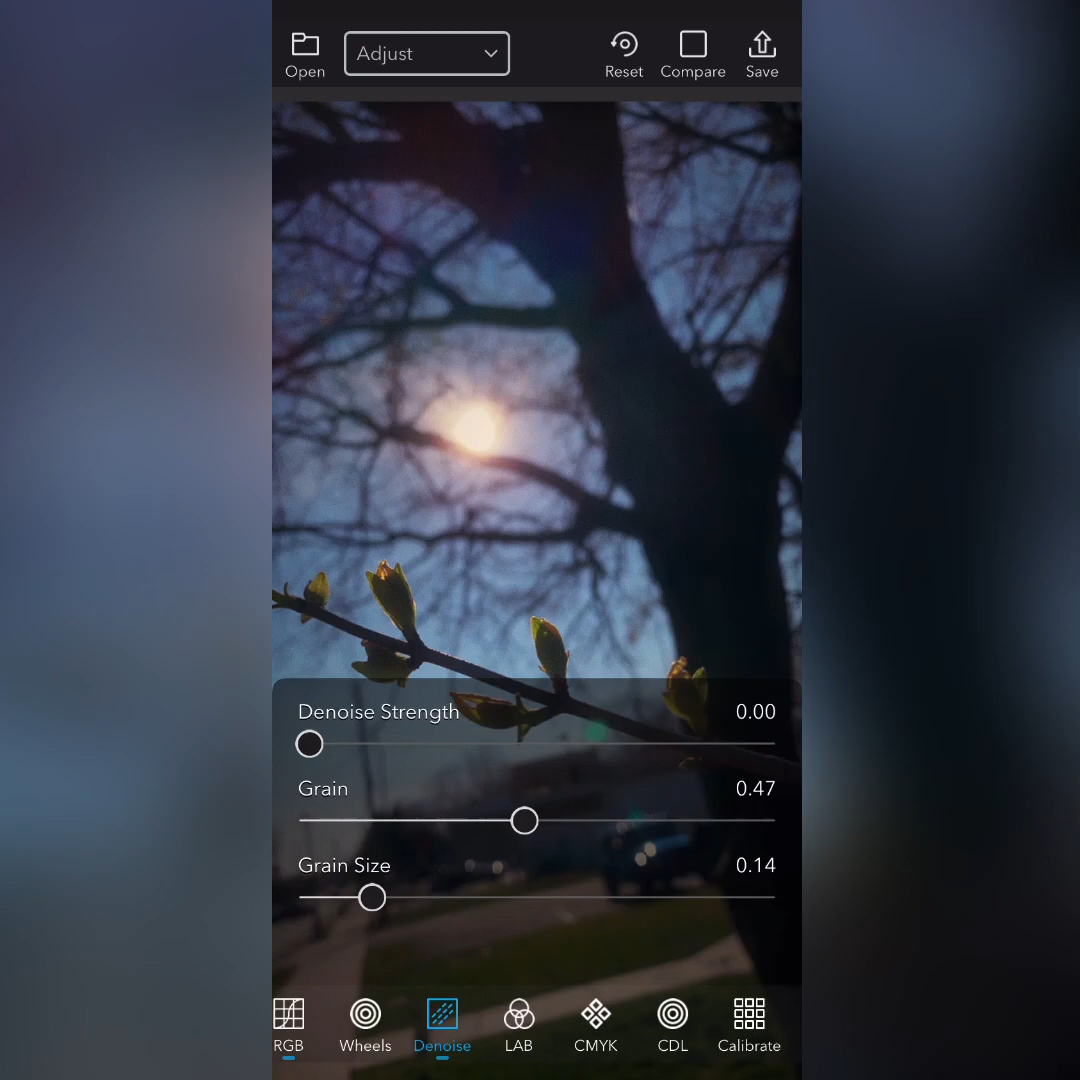 Open Adjust Reset Compare Save
Denoise Strength 0.00
Grain 0.47
Grain Size 0.14
RGB Wheels Denoise LAB CMYK CDL Calibrate